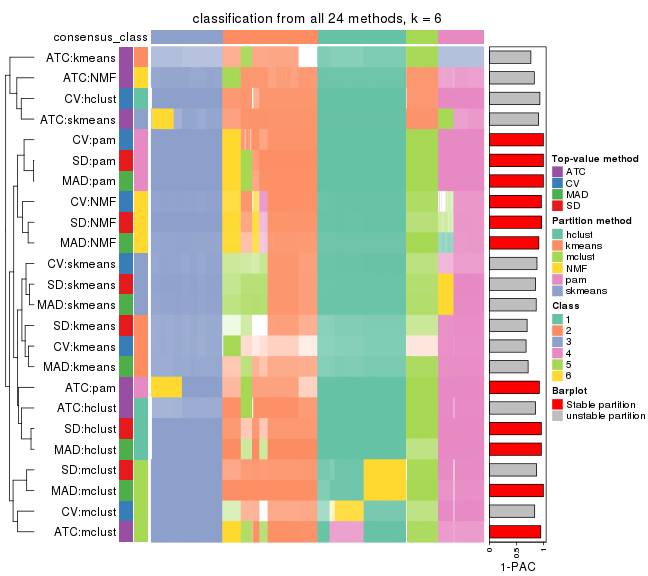 classification from all 24 methods, k = 6
consensus_class
ATC:kmeans
ATC:NMF
CV:hclust
ATC:skmeans
CV:pam
SD:pam
MAD:pam
CV:NMF
SD:NMF
MAD:NMF
CV:skmeans
SD:skmeans
MAD:skmeans
SD:kmeans
CV:kmeans
MAD:kmeans
ATC:pam
ATC:hclust
SD:hclust
MAD:hclust
SD:mclust
MAD:mclust
CV:mclust
ATC:mclust
0
0.5
1
1-PAC
Top-value method
ATC
CV
MAD
SD
Partition method
hclust
kmeans
mclust
NMF
pam
skmeans
Class
1
2
3
4
5
6
Barplot
Stable partition
unstable partition